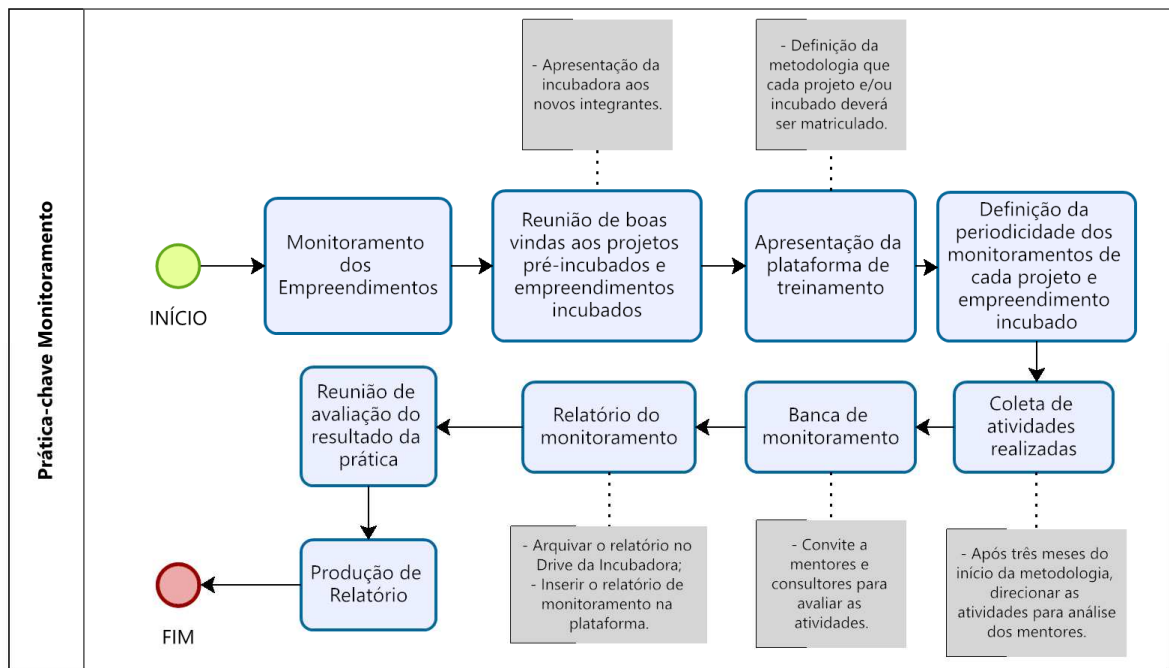 Prática-chave Monitoramento
- Apresentação da
incubadora aos
novos integrantes.
- Definição da
metodologia que
cada projeto e/ou
incubado deverá
ser matriculado.
INÍCIO
Monitoramento
dos
Empreendimentos
Reunião de boas
vindas aos projetos
pré-incubados e
empreendimentos
incubados
Apresentação da
plataforma de
treinamento
Definição da
periodicidade dos
monitoramentos de
cada projeto e
empreendimento
incubado
Coleta de
atividades
realizadas
Banca de
monitoramento
Relatório do
monitoramento
Reunião de
avaliação do
resultado da
prática
- Após três meses do
início da metodologia,
direcionar as
atividades para análise
dos mentores.
- Convite a
mentores e
consultores para
avaliar as
atividades.
- Arquivar o relatório no
Drive da Incubadora;
- Inserir o relatório de
monitoramento na
plataforma.
Produção de
Relatório
FIM